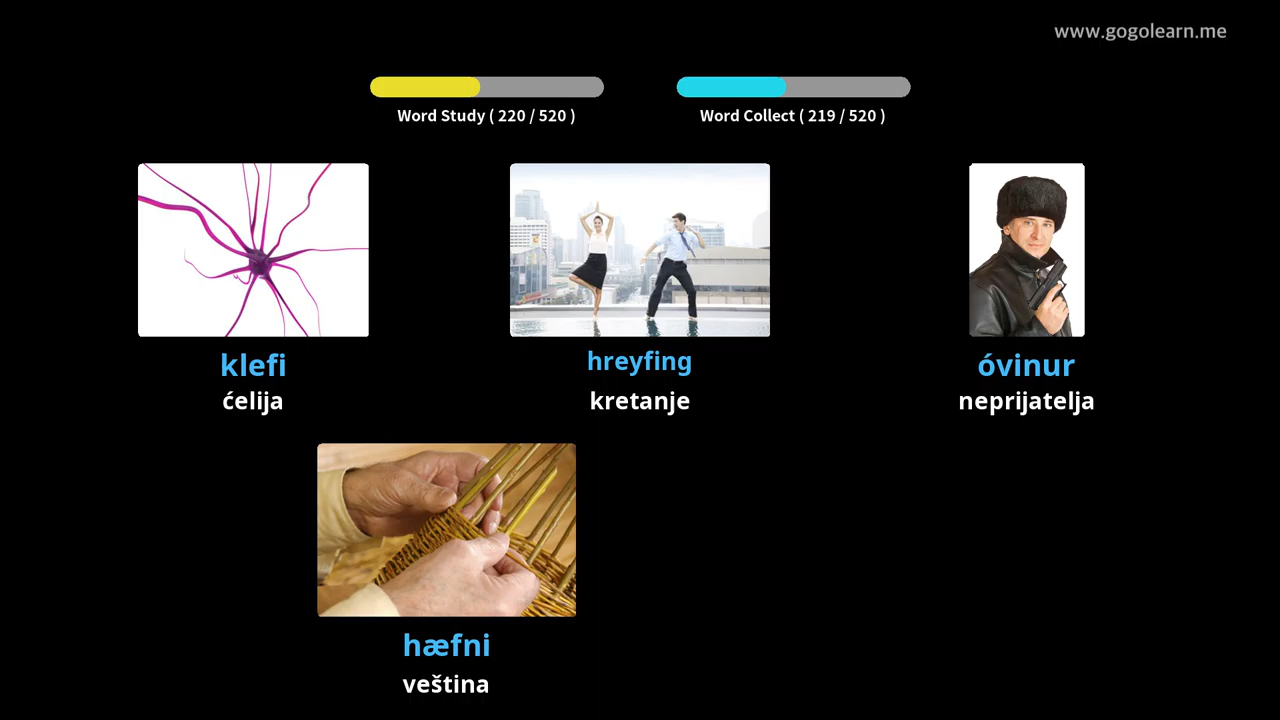 www.gogolearn.me
Word Study ( 220 / 520 )
Word Collect ( 219 / 520 )
klefi
ćelija
hreyfing
kretanje
óvinur
neprijatelja
hæfni
veština